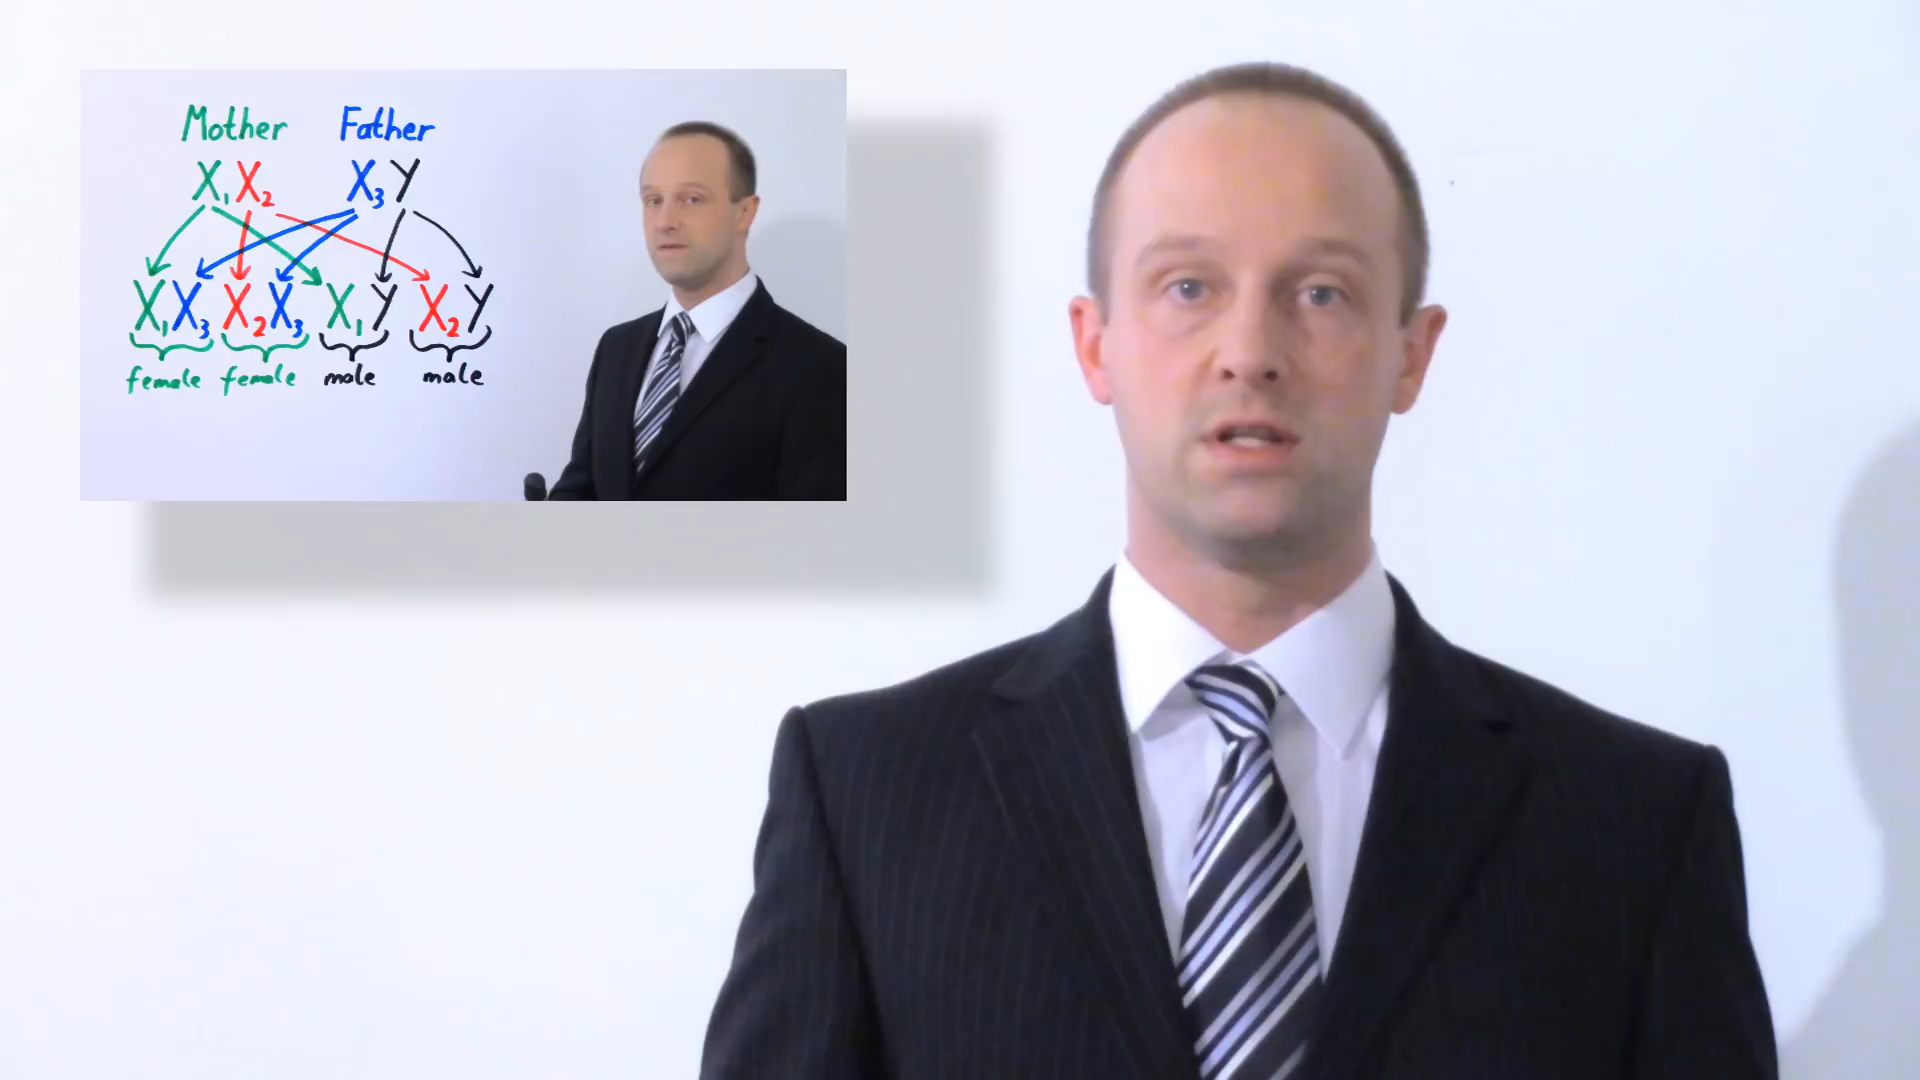 Mother Father
X₁X₂ X₃Y
X₁X₃ X₂X₃ X₁Y X₂Y
female female male male